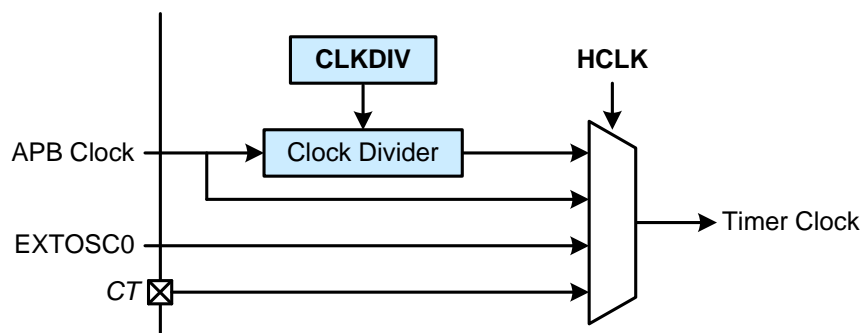 CLKDIV
HCLK
APB Clock
Clock Divider
Timer Clock
EXTOSC0
CT